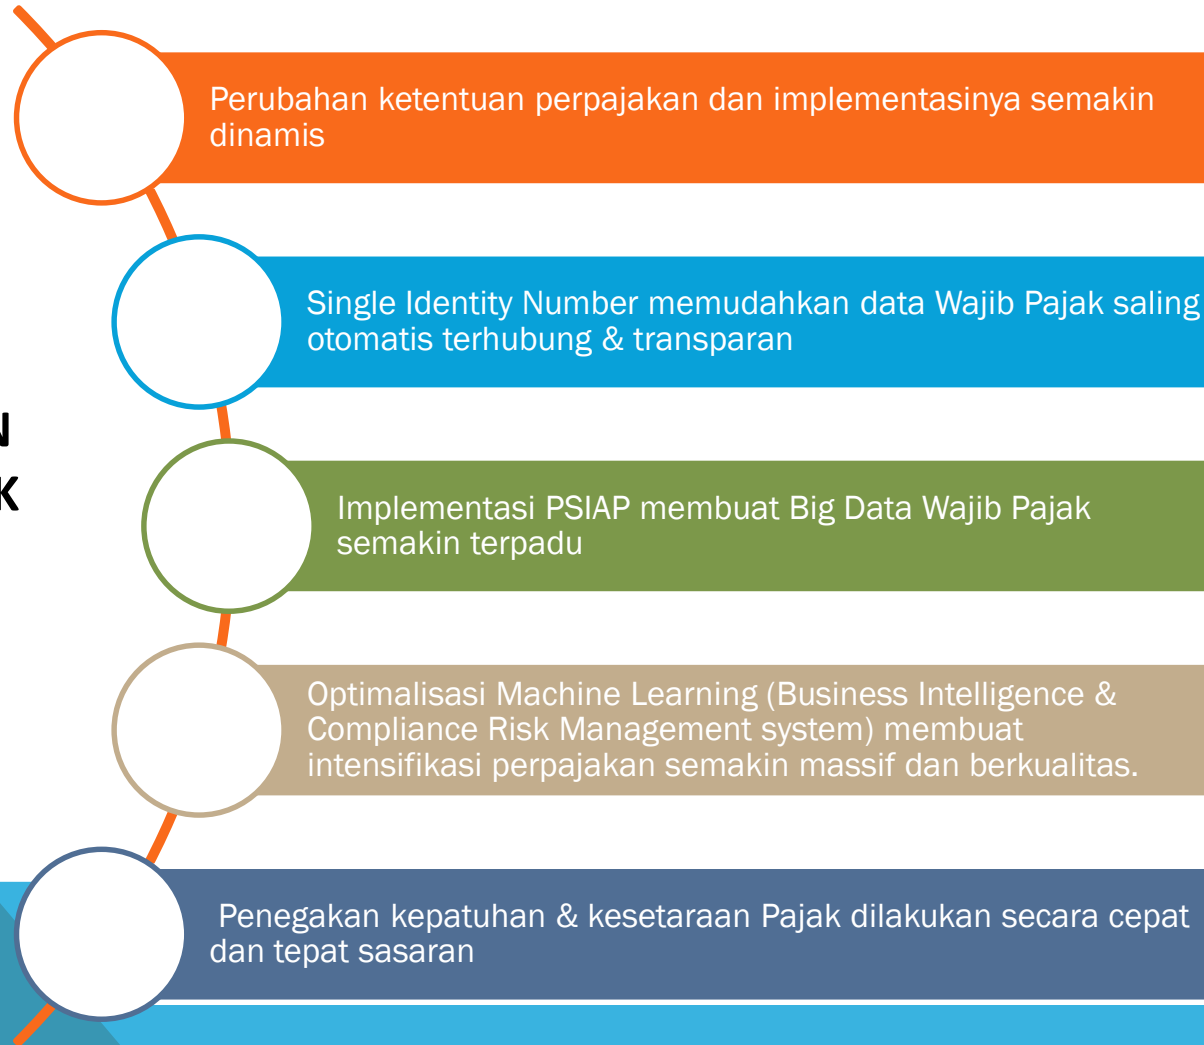 Perubahan ketentuan perpajakan dan implementasinya semakin
dinamis
Single Identity Number memudahkan data Wajib Pajak saling
otomatis terhubung & transparan
N
K
Implementasi PSIAP membuat Big Data Wajib Pajak
semakin terpadu
Optimalisasi Machine Learning (Business Intelligence &
Compliance Risk Management system) membuat
intensifikasi perpajakan semakin massif dan berkualitas.
Penegakan kepatuhan & kesetaraan Pajak dilakukan secara cepat
dan tepat sasaran